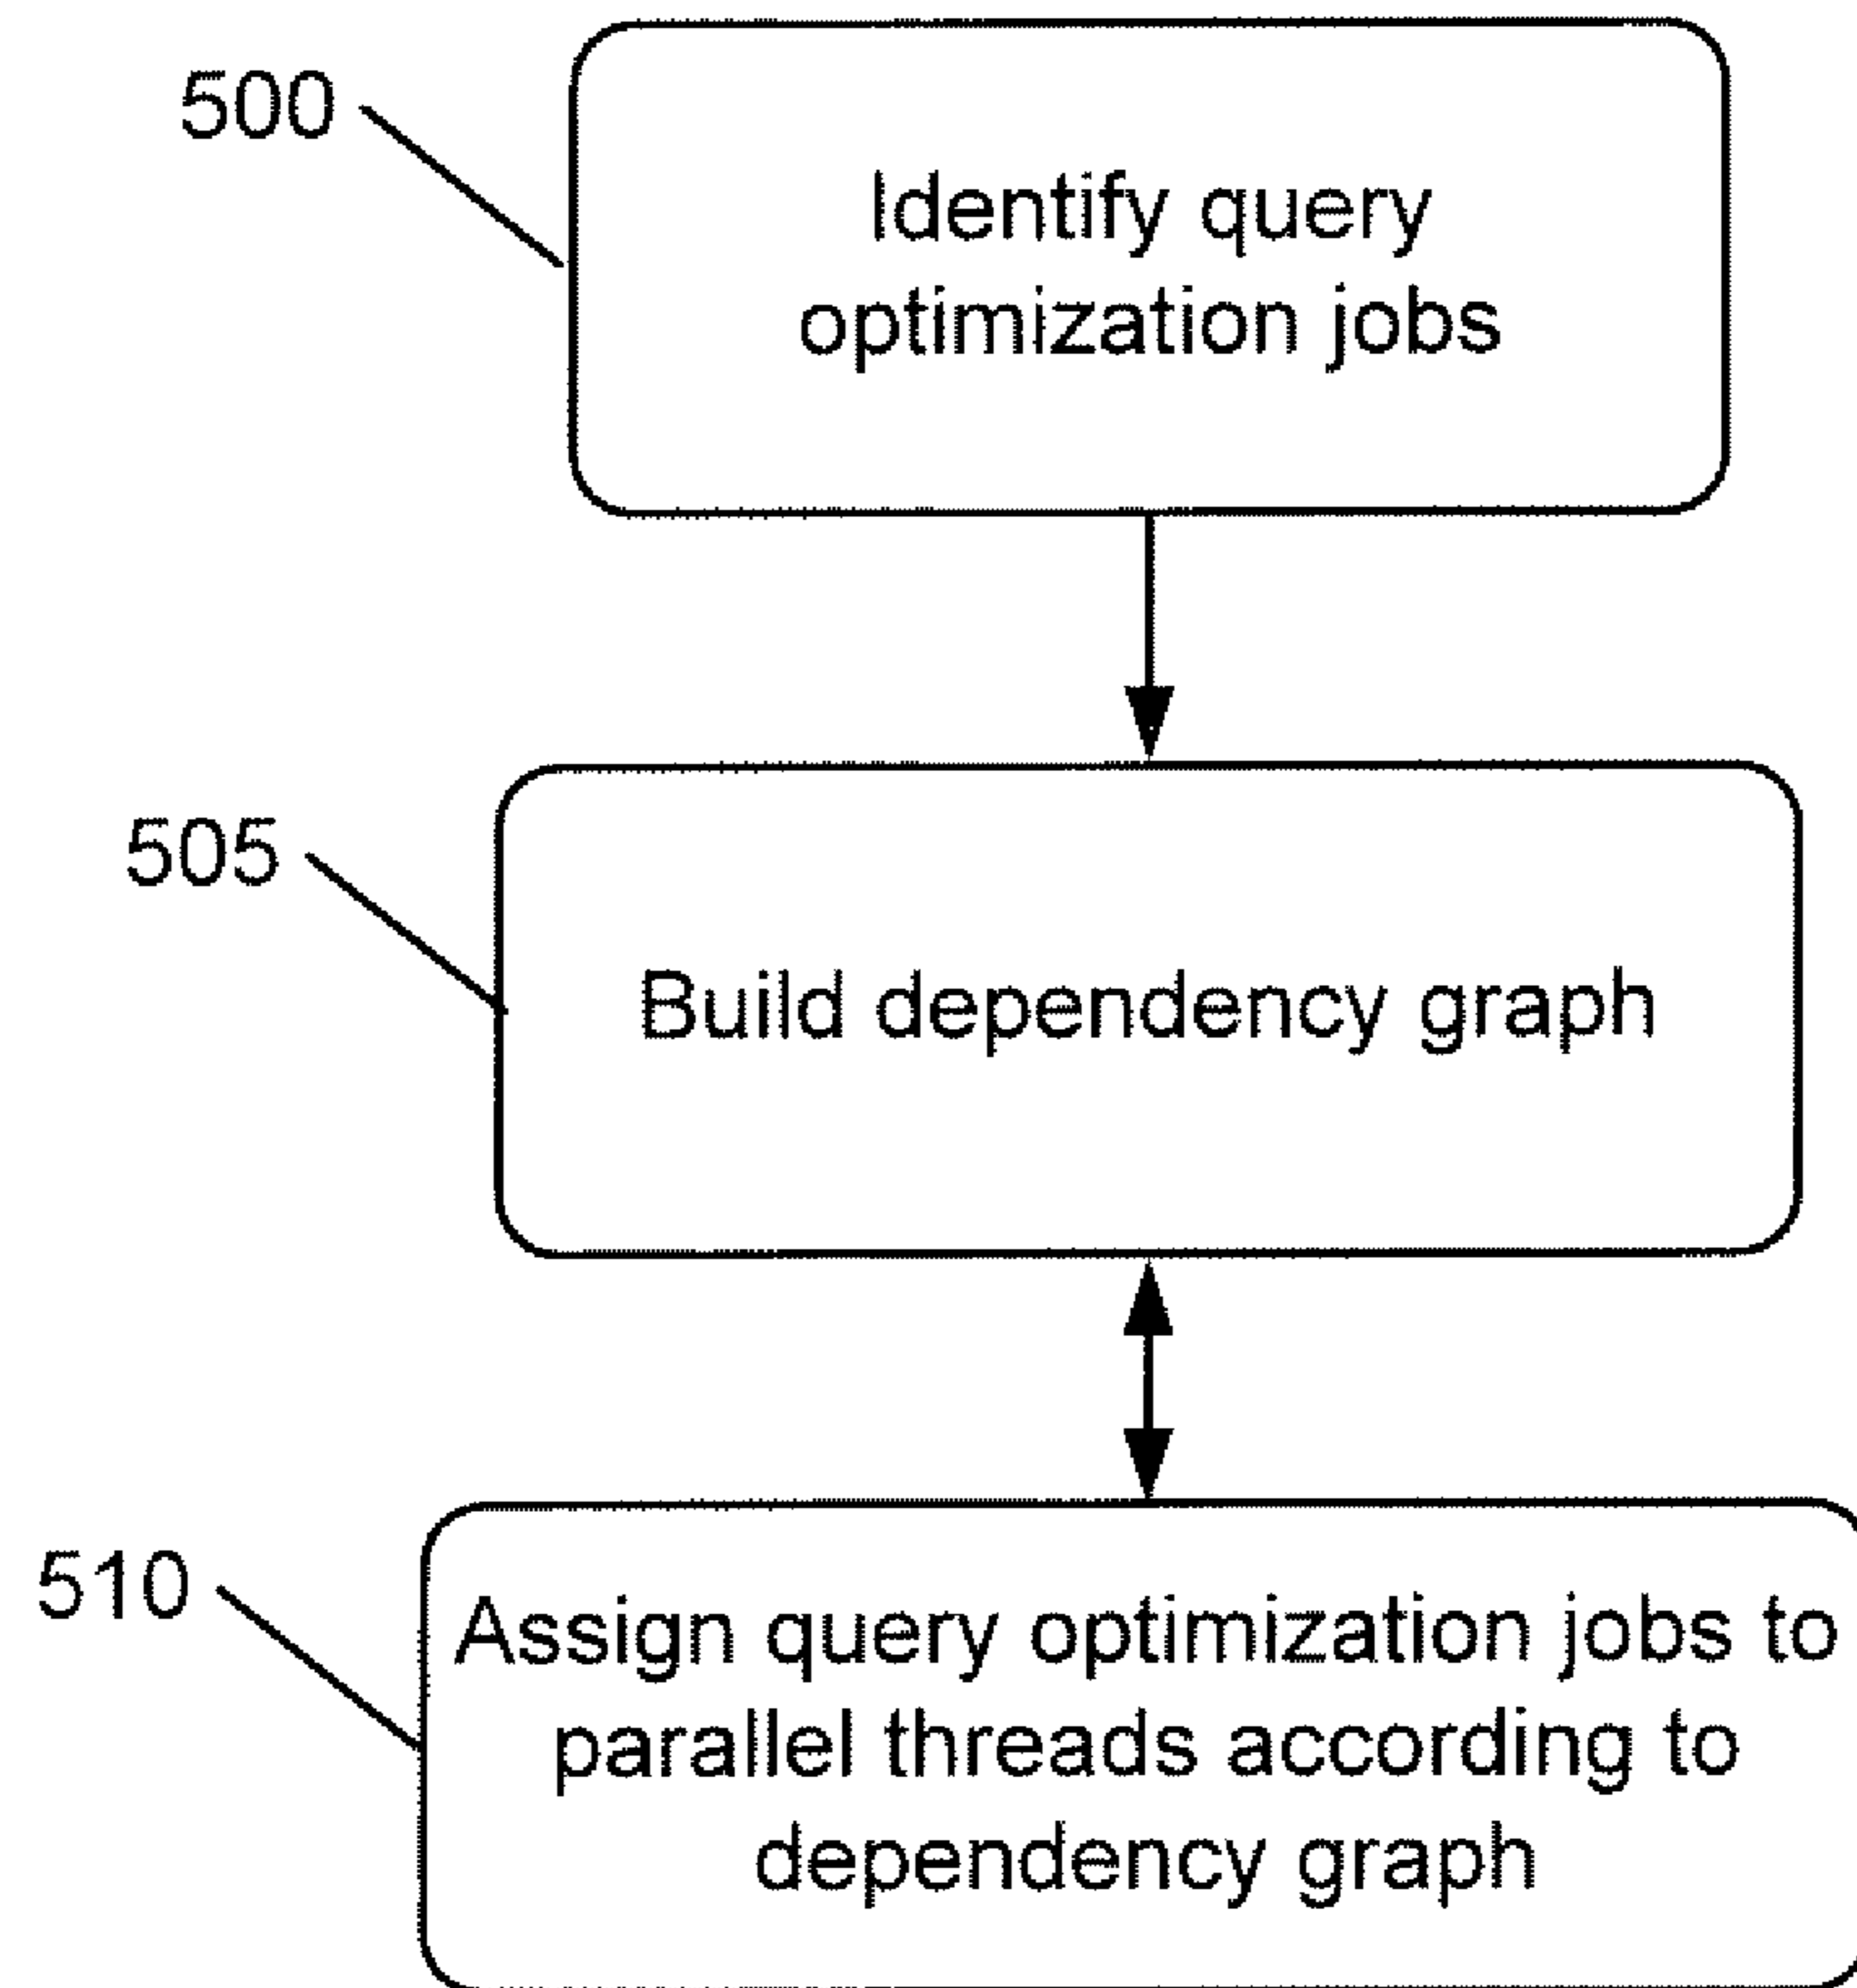 500
Identify query
optimization jobs
505
Build dependency graph
510
Assign query optimization jobs to
parallel threads according to
dependency graph